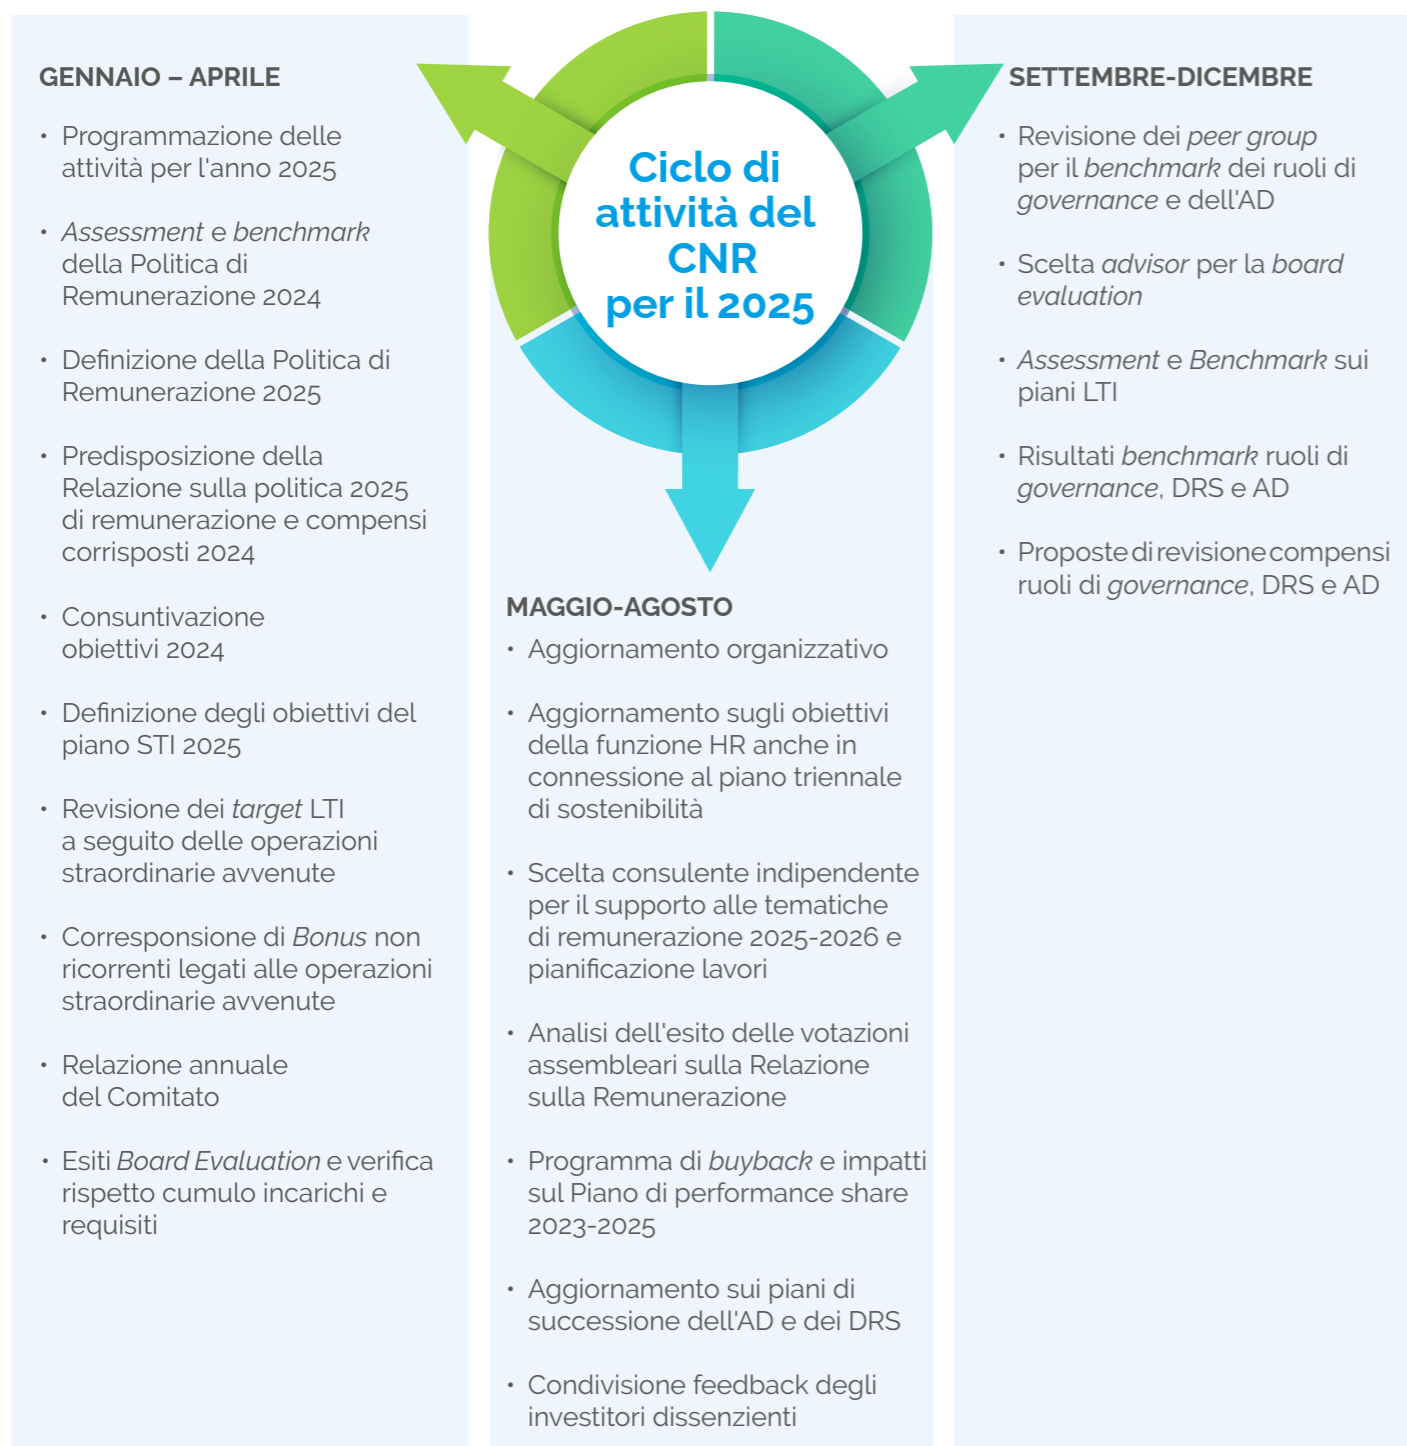 Ciclo di
attività del
CNR
per il 2025
GENNAIO – APRILE
• Programmazione delle
attività per l'anno 2025
• Assessment e benchmark
della Politica di
Remunerazione 2024
• Definizione della Politica di
Remunerazione 2025
• Predisposizione della
Relazione sulla politica 2025
di remunerazione e compensi
corrisposti 2024
• Consuntivazione
obiettivi 2024
• Definizione degli obiettivi del
piano STI 2025
• Revisione dei target LTI
a seguito delle operazioni
straordinarie avvenute
• Corresponsione di Bonus non
ricorrenti legati alle operazioni
straordinarie avvenute
• Relazione annuale
del Comitato
• Esiti Board Evaluation e verifica
rispetto cumulo incarichi e
requisiti
MAGGIO-AGOSTO
• Aggiornamento organizzativo
• Aggiornamento sugli obiettivi
della funzione HR anche in
connessione al piano triennale
di sostenibilità
• Scelta consulente indipendente
per il supporto alle tematiche
di remunerazione 2025-2026 e
pianificazione lavori
• Analisi dell'esito delle votazioni
assembleari sulla Relazione
sulla Remunerazione
• Programma di buyback e impatti
sul Piano di performance share
2023-2025
• Aggiornamento sui piani di
successione dell'AD e dei DRS
• Condivisione feedback degli
investitori dissenzienti
SETTEMBRE-DICEMBRE
• Revisione dei peer group
per il benchmark dei ruoli di
governance e dell'AD
• Scelta advisor per la board
evaluation
• Assessment e Benchmark sui
piani LTI
• Risultati benchmark ruoli di
governance, DRS e AD
• Proposte di revisione compensi
ruoli di governance, DRS e AD